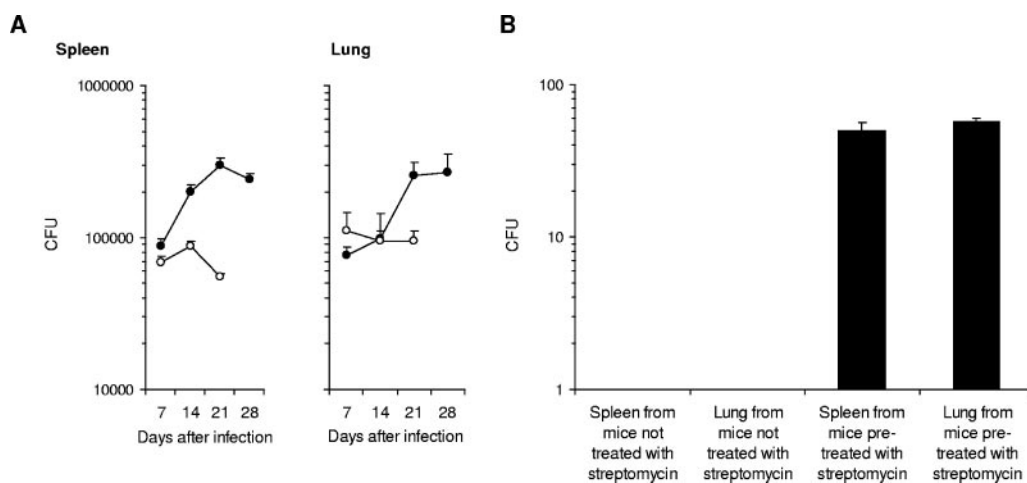 A
Spleen
Lung
1000000
100000
10000
CFU
7 14 21 28
Days after infection
7 14 21 28
Days after infection
B
100
10
1
CFU
Spleen from
mice not
treated with
streptomycin
Lung from
mice not
treated with
streptomycin
Spleen from
mice pre-
treated with
streptomycin
Lung from
mice pre-
treated with
streptomycin